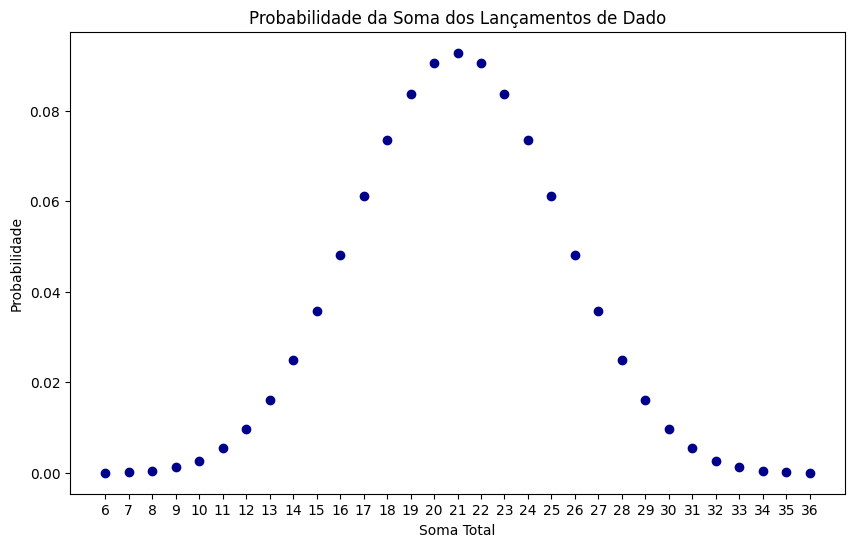 Probabilidade da Soma dos Lançamentos de Dado
Probabilidade
0.08
0.06
0.04
0.02
0.00
6 7 8 9 10 11 12 13 14 15 16 17 18 19 20 21 22 23 24 25 26 27 28 29 30 31 32 33 34 35 36
Soma Total